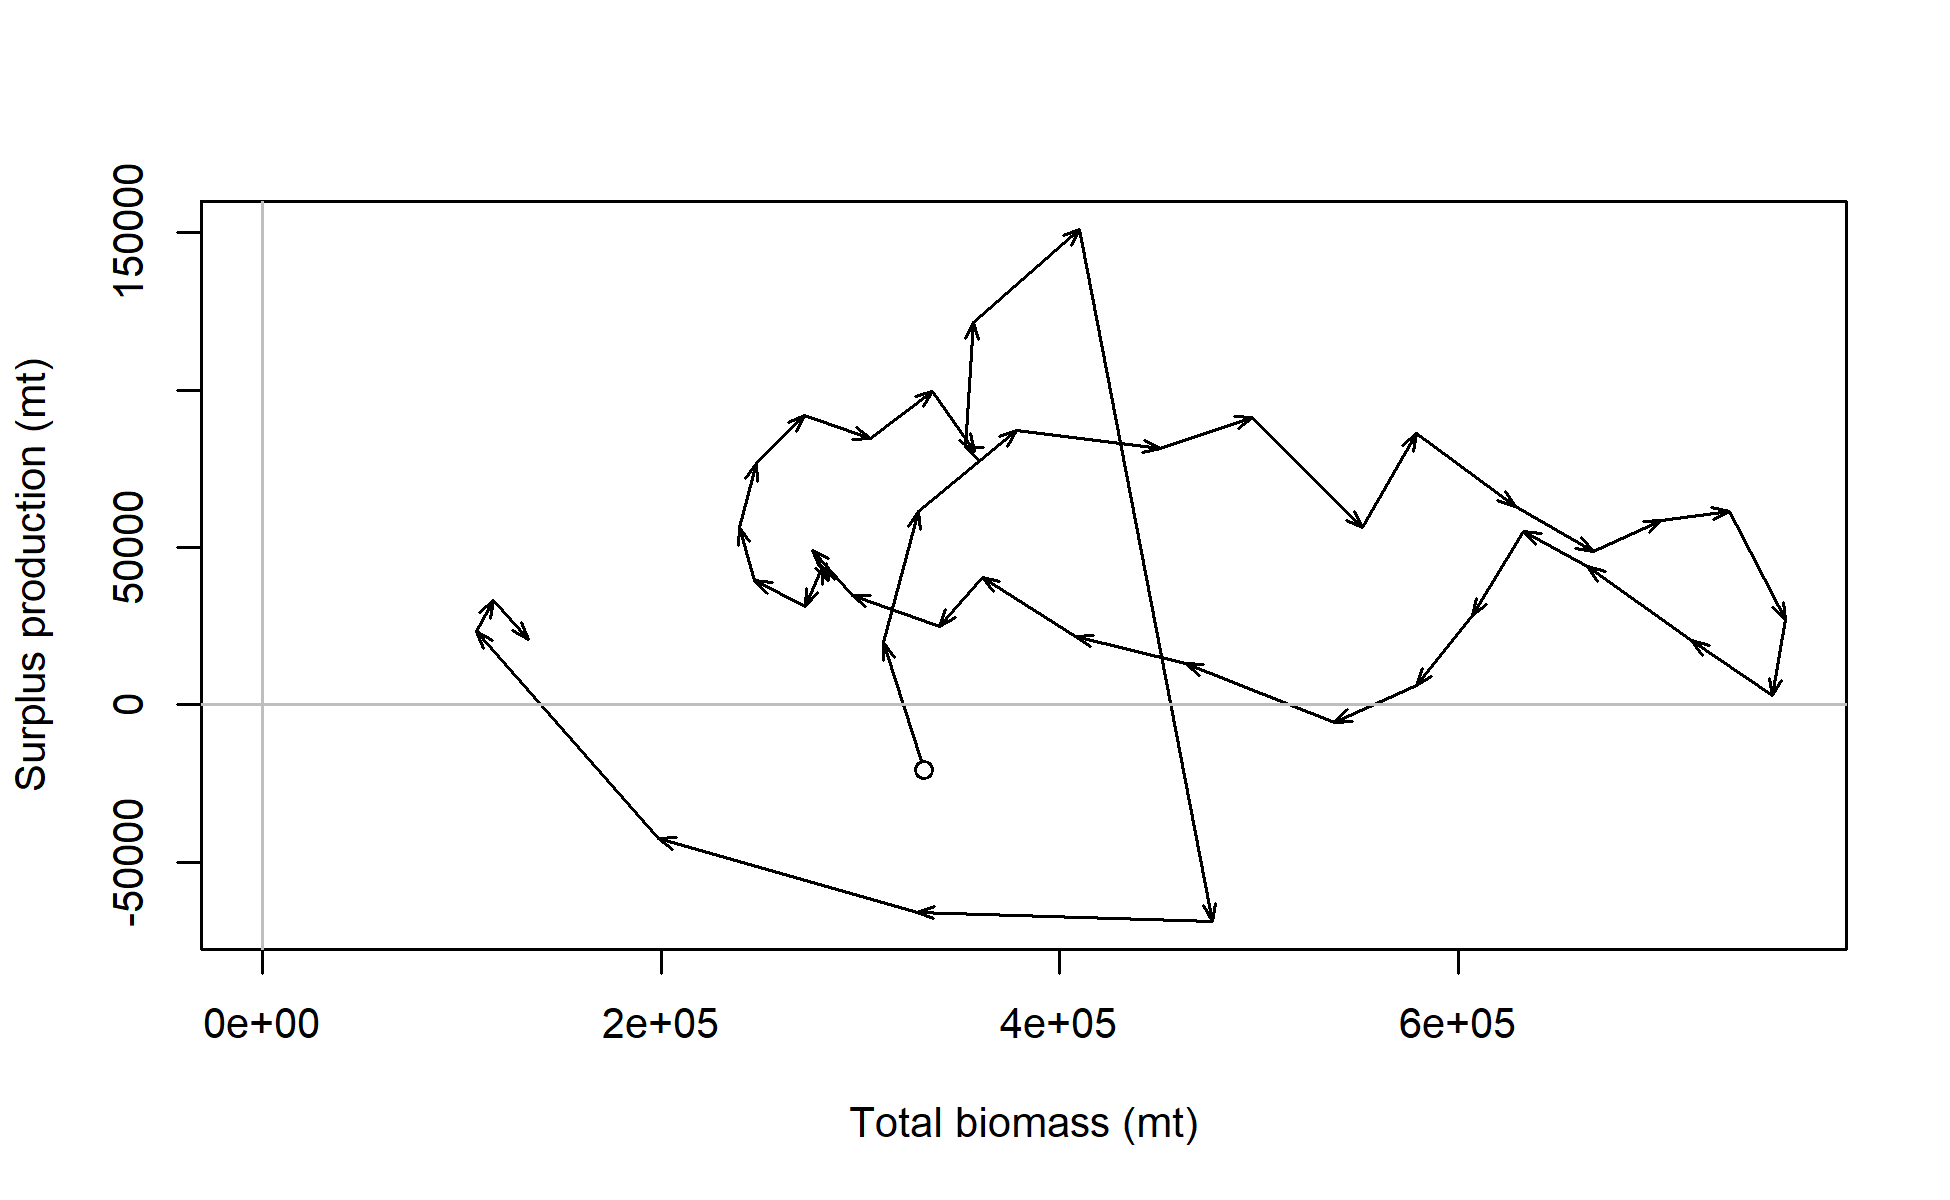 Surplus production (mt)
150000
50000
0
-50000
0e+00 2e+05 4e+05 6e+05
Total biomass (mt)